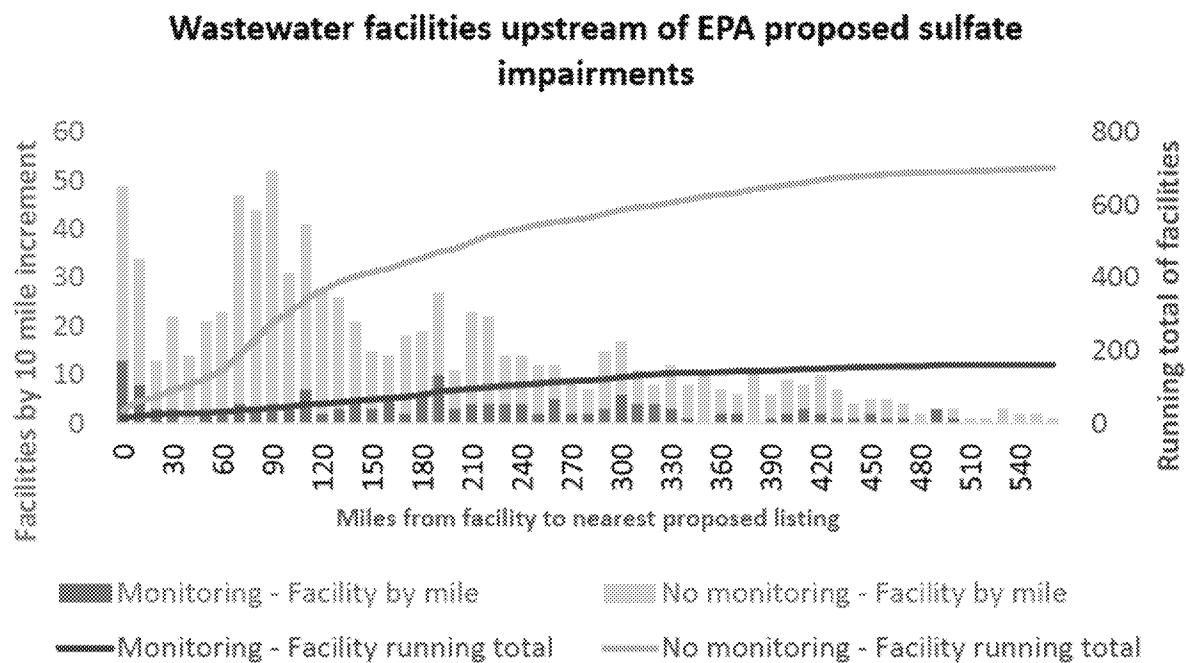 Wastewater facilities upstream of EPA proposed sulfate
impairments
Facilities by 10 mile increment
60
50
40
30
20
10
0
800
600
400
200
0
Running total of facilities
0 30 60 90 120 150 180 210 240 270 300 330 360 390 420 450 480 510 540
Miles from facility to nearest proposed listing
Monitoring - Facility by mile No monitoring - Facility by mile
Monitoring - Facility running total No monitoring - Facility running total